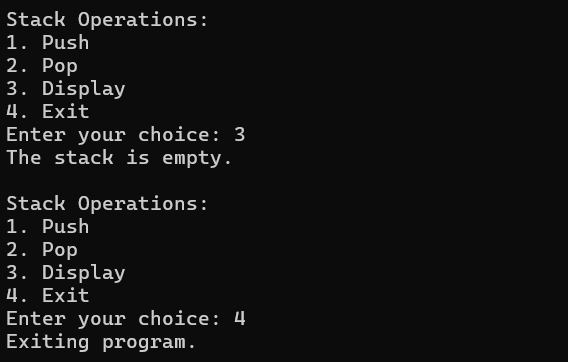 Stack Operations:
1. Push
2. Pop
3. Display
4. Exit
Enter your choice: 3
The stack is empty.

Stack Operations:
1. Push
2. Pop
3. Display
4. Exit
Enter your choice: 4
Exiting program.